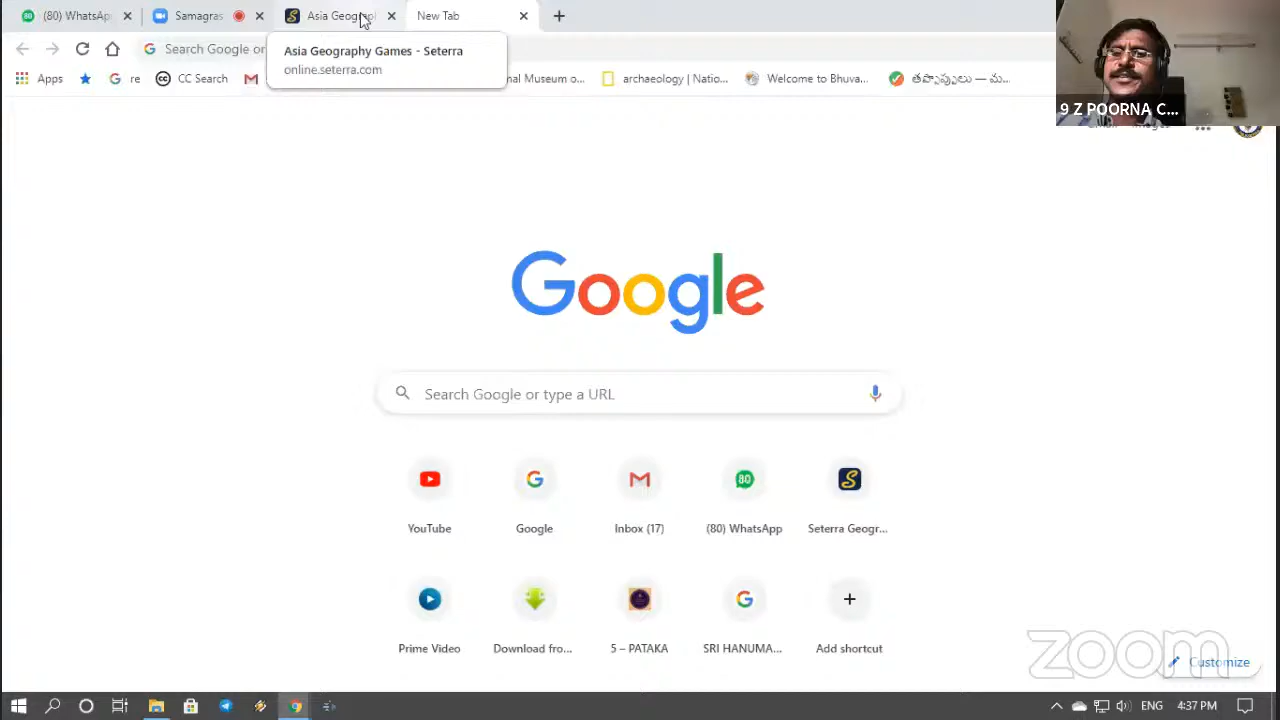 (80) WhatsAp
Samagras
Asia Geograp
New Tab
Search Google or
Asia Geography Games - Seterra
online.seterra.com
Apps
re
CC Search
nal Museum o...
archaeology | Natio...
Welcome to Bhuva...
తప్పొప్పులు — మ...
9 Z POORNA C...
Google
Search Google or type a URL
YouTube
Google
Inbox (17)
(80) WhatsApp
Seterra Geogr...
Prime Video
Download fro...
5 – PATAKA
SRI HANUMA...
Add shortcut
zoom
Customize
ENG
4:37 PM